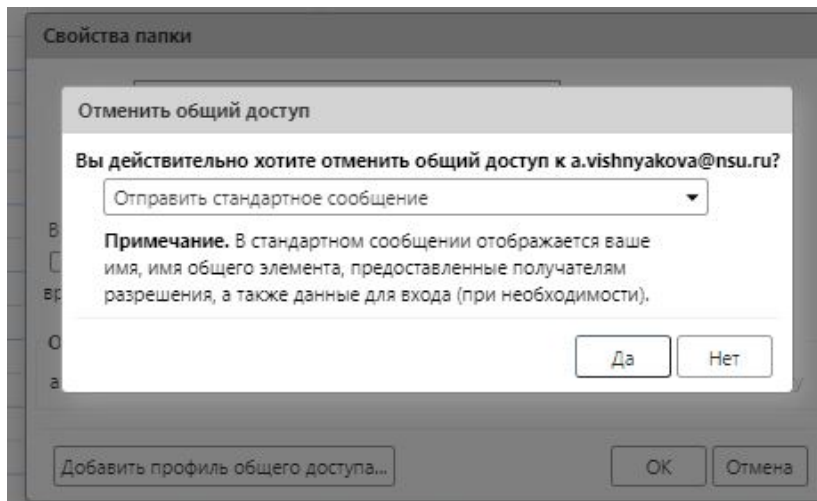 Свойства папки
Отменить общий доступ
Вы действительно хотите отменить общий доступ к a.vishnyakova@nsu.ru?
Отправить стандартное сообщение
Примечание. В стандартном сообщении отображается ваше
имя, имя общего элемента, предоставленные получателям
разрешения, а также данные для входа (при необходимости).
Да Нет
Добавить профиль общего доступа... OK Отмена